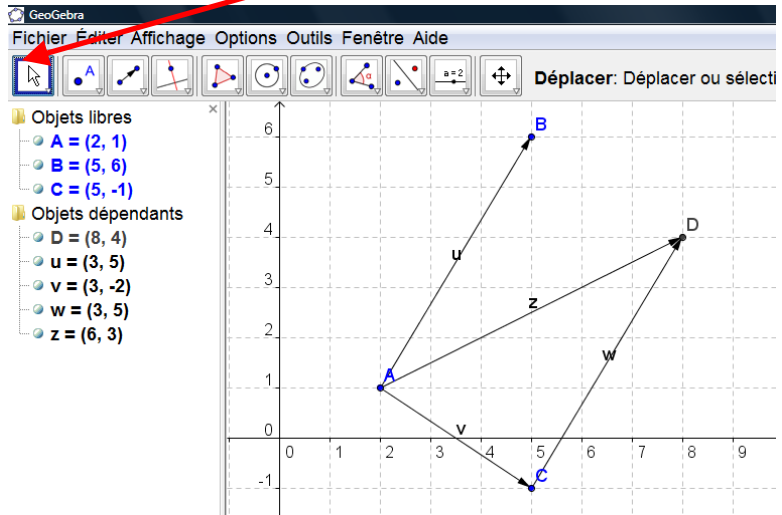 GeoGebra
Fichier Éditer Affichage Options Outils Fenêtre Aide
A
α
a=2
Déplacer: Déplacer ou sélecti
Objets libres
A = (2, 1)
B = (5, 6)
C = (5, -1)
Objets dépendants
D = (8, 4)
u = (3, 5)
v = (3, -2)
w = (3, 5)
z = (6, 3)
6
B
5
4
D
u
3
z
2
w
A
1
v
0
0 1 2 3 4 5 6 7 8 9
C
-1